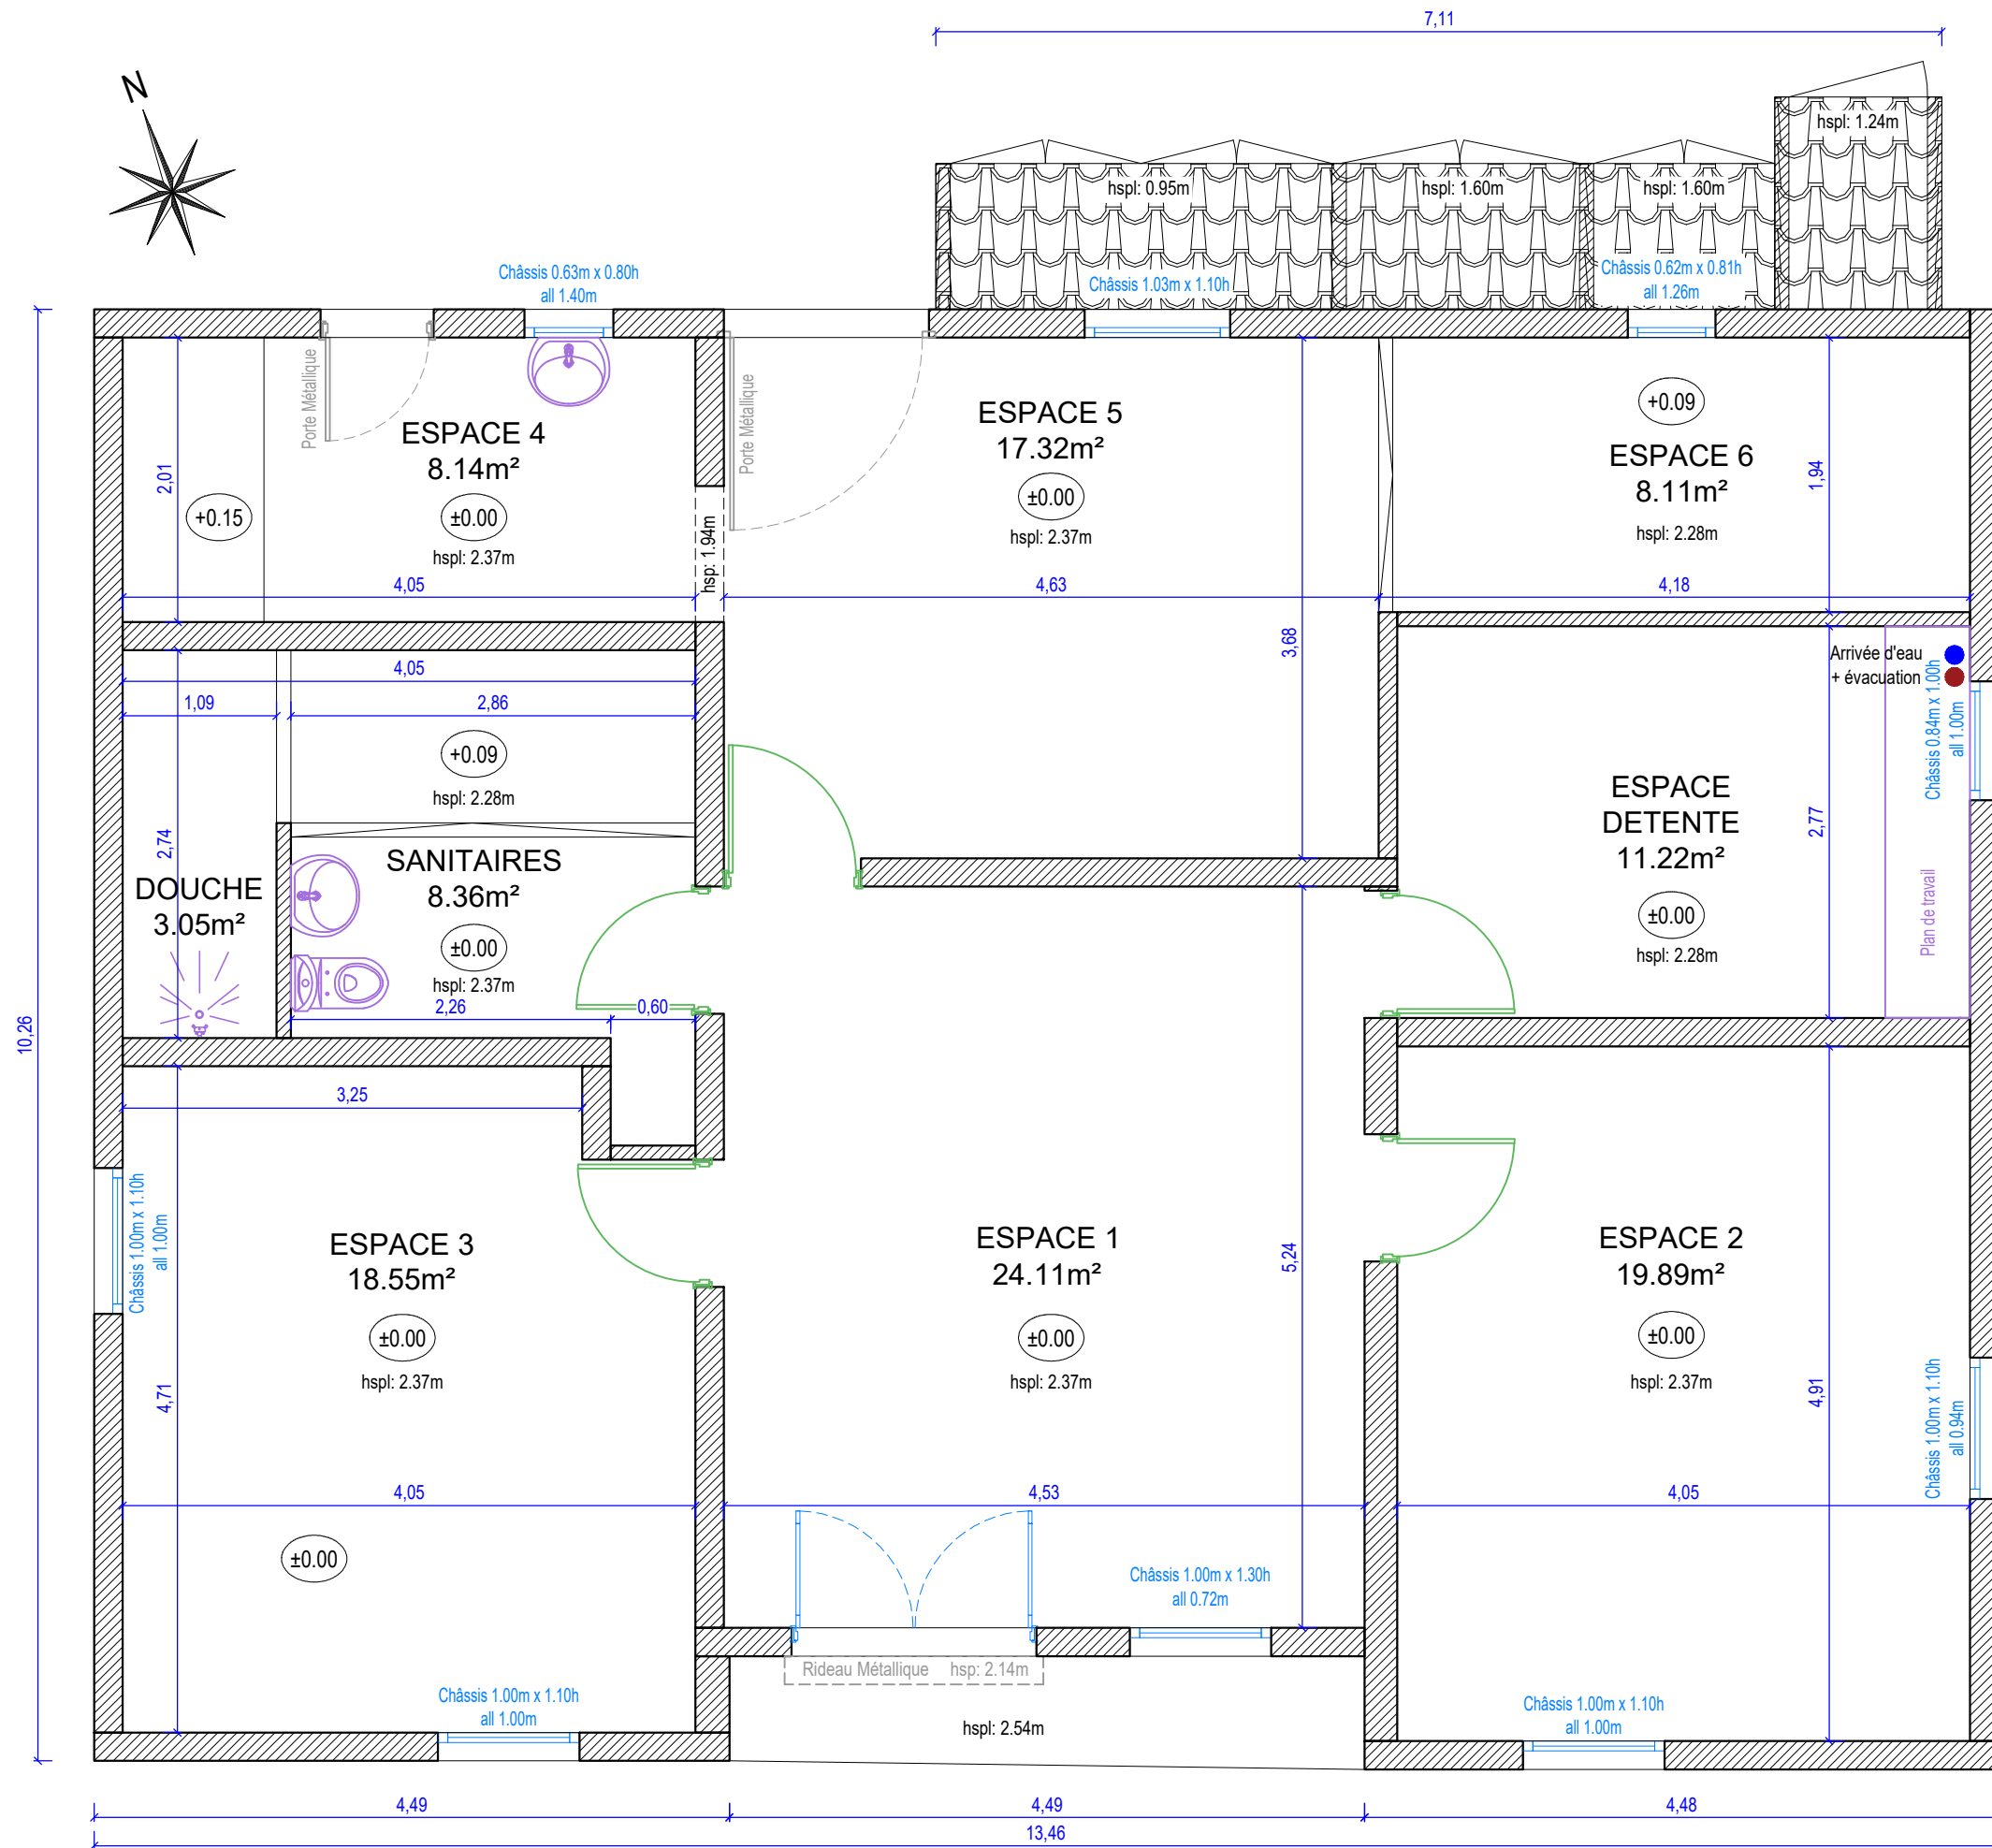 7,11
N
hspl: 1.24m
hspl: 0.95m
hspl: 1.60m
hspl: 1.60m
Châssis 0.63m x 0.80h
all 1.40m
Châssis 1.03m x 1.10h
Châssis 0.62m x 0.81h
all 1.26m
Porte Métallique
ESPACE 4
8.14m²
±0.00
hspl: 2.37m
+0.15
2,01
4,05
hsp: 1.94m
Porte Métallique
ESPACE 5
17.32m²
±0.00
hspl: 2.37m
4,63
3,68
+0.09
ESPACE 6
8.11m²
hspl: 2.28m
1,94
4,18
4,05
1,09
2,86
+0.09
hspl: 2.28m
2,74
DOUCHE
3.05m²
SANITAIRES
8.36m²
±0.00
hspl: 2.37m
2,26
0,60
Arrivée d'eau
+ évacuation
Châssis 0.84m x 1.00h
all 1.00m
ESPACE
DETENTE
11.22m²
±0.00
hspl: 2.28m
2,77
Plan de travail
10,26
3,25
Châssis 1.00m x 1.10h
all 1.00m
ESPACE 3
18.55m²
±0.00
hspl: 2.37m
4,71
4,05
±0.00
Châssis 1.00m x 1.10h
all 1.00m
ESPACE 1
24.11m²
±0.00
hspl: 2.37m
5,24
4,53
Châssis 1.00m x 1.30h
all 0.72m
Rideau Métallique hsp: 2.14m
hspl: 2.54m
ESPACE 2
19.89m²
±0.00
hspl: 2.37m
4,91
4,05
Châssis 1.00m x 1.10h
all 0.94m
Châssis 1.00m x 1.10h
all 1.00m
4,49
4,49
4,48
13,46